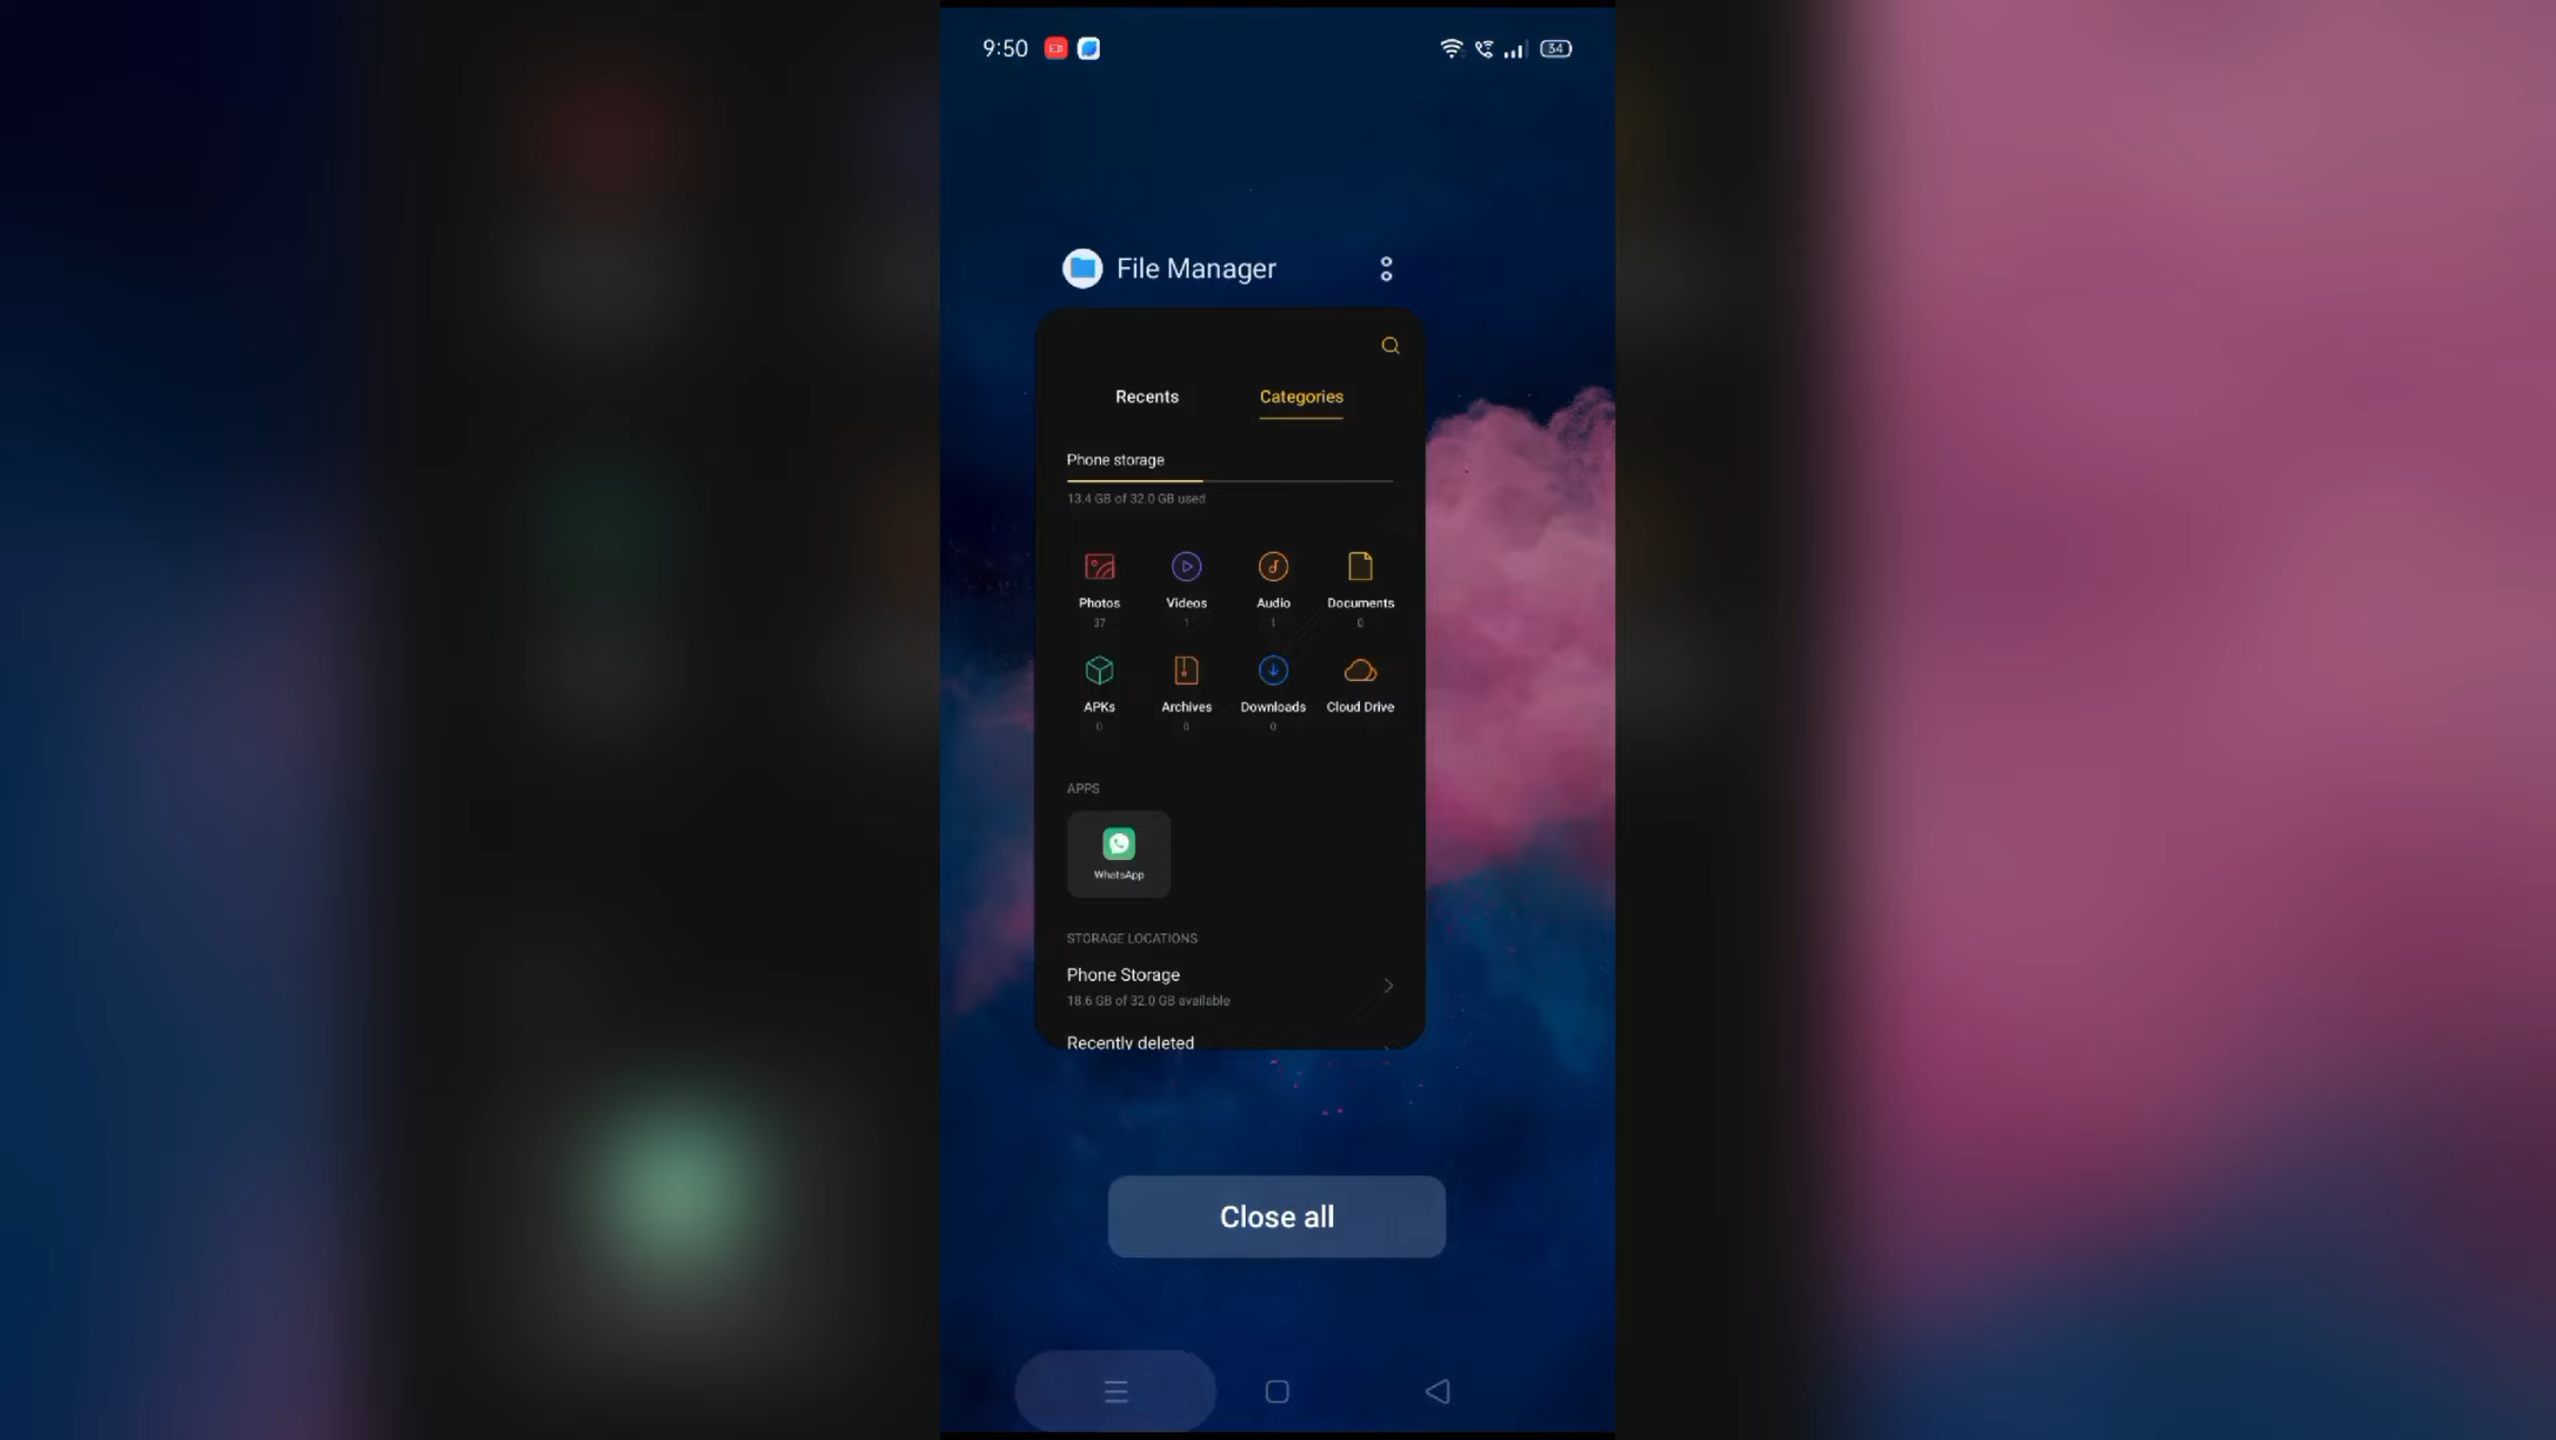 9:50 34
File Manager
Recents Categories
Phone storage
13.4 GB of 32.0 GB used
Photos Videos Audio Documents
37 1 1 0
APKs Archives Downloads Cloud Drive
0 0 0
APPS
WhatsApp
STORAGE LOCATIONS
Phone Storage
18.6 GB of 32.0 GB available
Recently deleted
Close all